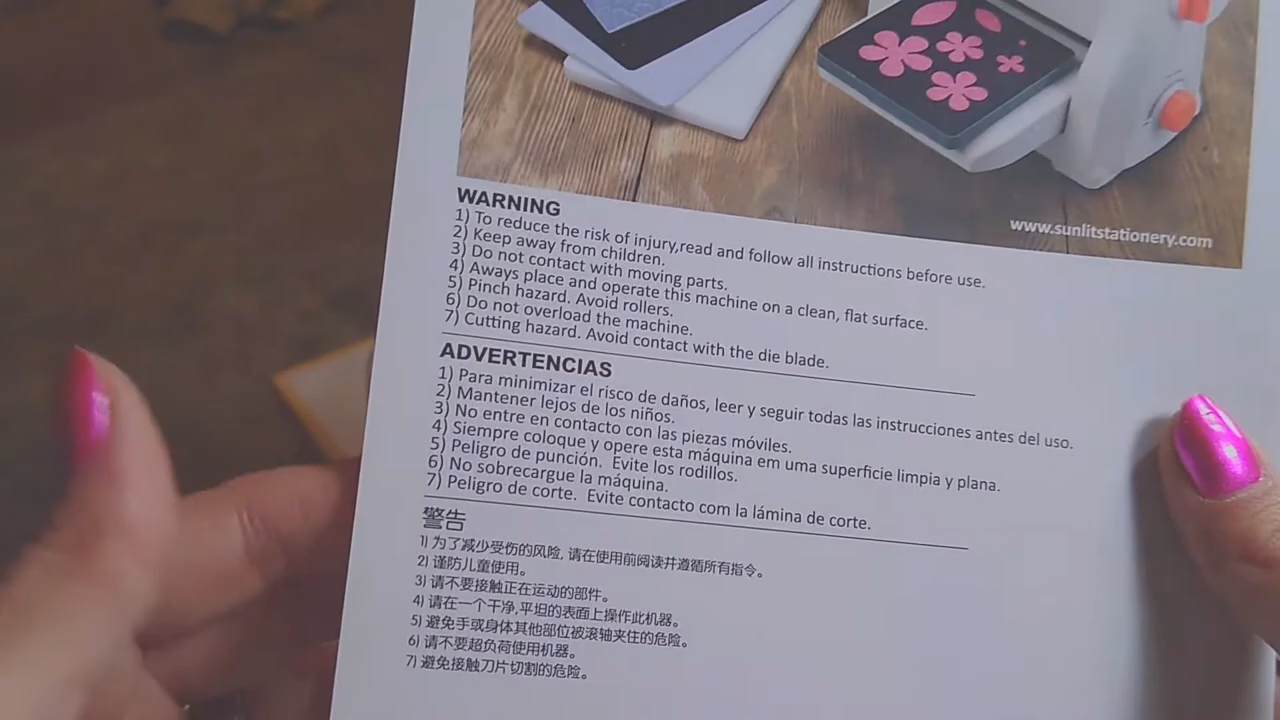 www.sunlitstationery.com
WARNING
1) To reduce the risk of injury,read and follow all instructions before use.
2) Keep away from children.
3) Do not contact with moving parts.
4) Aways place and operate this machine on a clean, flat surface.
5) Pinch hazard. Avoid rollers.
6) Do not overload the machine.
7) Cutting hazard. Avoid contact with the die blade.
ADVERTENCIAS
1) Para minimizar el risco de daños, leer y seguir todas las instrucciones antes del uso.
2) Mantener lejos de los niños.
3) No entre en contacto con las piezas móviles.
4) Siempre coloque y opere esta máquina em uma superficie limpia y plana.
5) Peligro de punción. Evite los rodillos.
6) No sobrecargue la máquina.
7) Peligro de corte. Evite contacto com la lámina de corte.
警告
1) 为了减少受伤的风险, 请在使用前阅读并遵循所有指令。
2) 谨防儿童使用。
3) 请不要接触正在运动的部件。
4) 请在一个干净,平坦的表面上操作此机器。
5) 避免手或身体其他部位被滚轴夹住的危险。
6) 请不要超负荷使用机器。
7) 避免接触刀片切割的危险。